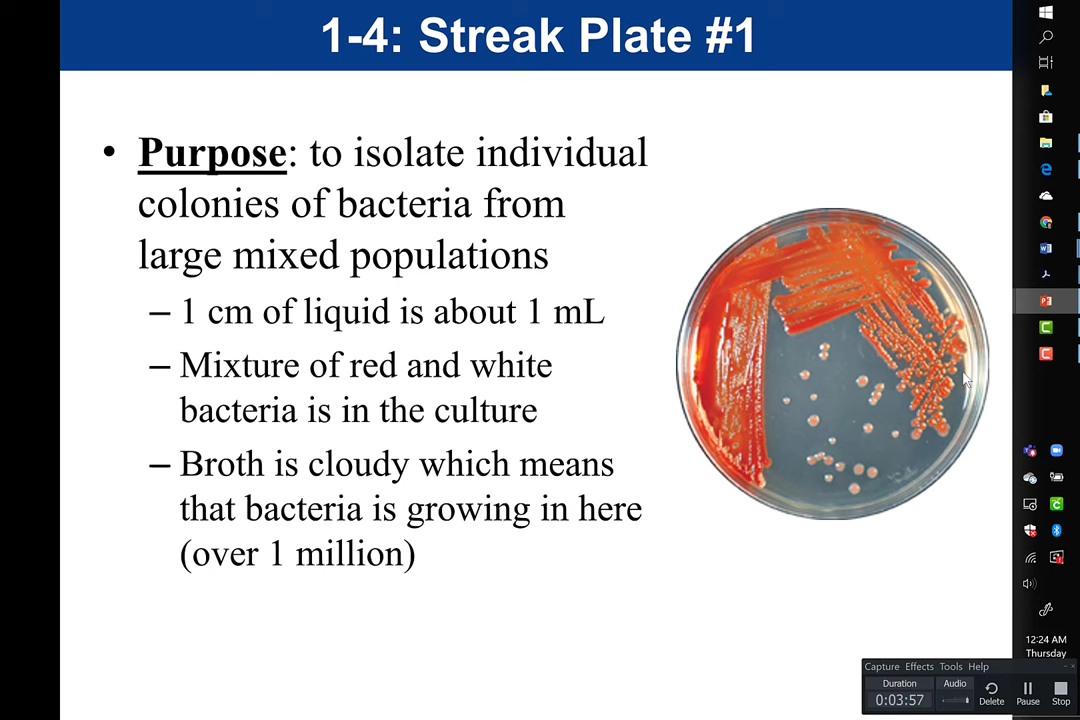 1-4: Streak Plate #1
• Purpose: to isolate individual
colonies of bacteria from
large mixed populations
– 1 cm of liquid is about 1 mL
– Mixture of red and white
bacteria is in the culture
– Broth is cloudy which means
that bacteria is growing in here
(over 1 million)
12:24 AM
Thursday
Capture Effects Tools Help
Duration
0:03:57
Audio
Delete
Pause
Stop